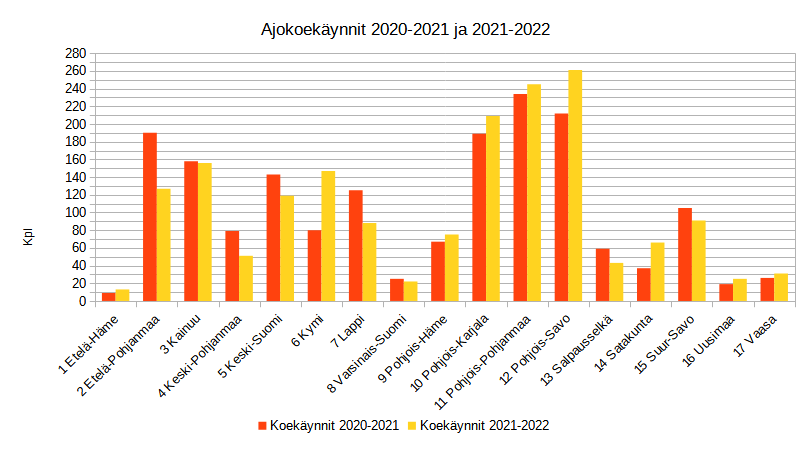 Ajokoekäynnit 2020-2021 ja 2021-2022
Kpl
280
260
240
220
200
180
160
140
120
100
80
60
40
20
0
1 Etelä-Häme
2 Etelä-Pohjanmaa
3 Kainuu
4 Keski-Pohjanmaa
5 Keski-Suomi
6 Kymi
7 Lappi
8 Varsinais-Suomi
9 Pohjois-Häme
10 Pohjois-Karjala
11 Pohjois-Pohjanmaa
12 Pohjois-Savo
13 Salpausselkä
14 Satakunta
15 Suur-Savo
16 Uusimaa
17 Vaasa
Koekäynnit 2020-2021
Koekäynnit 2021-2022